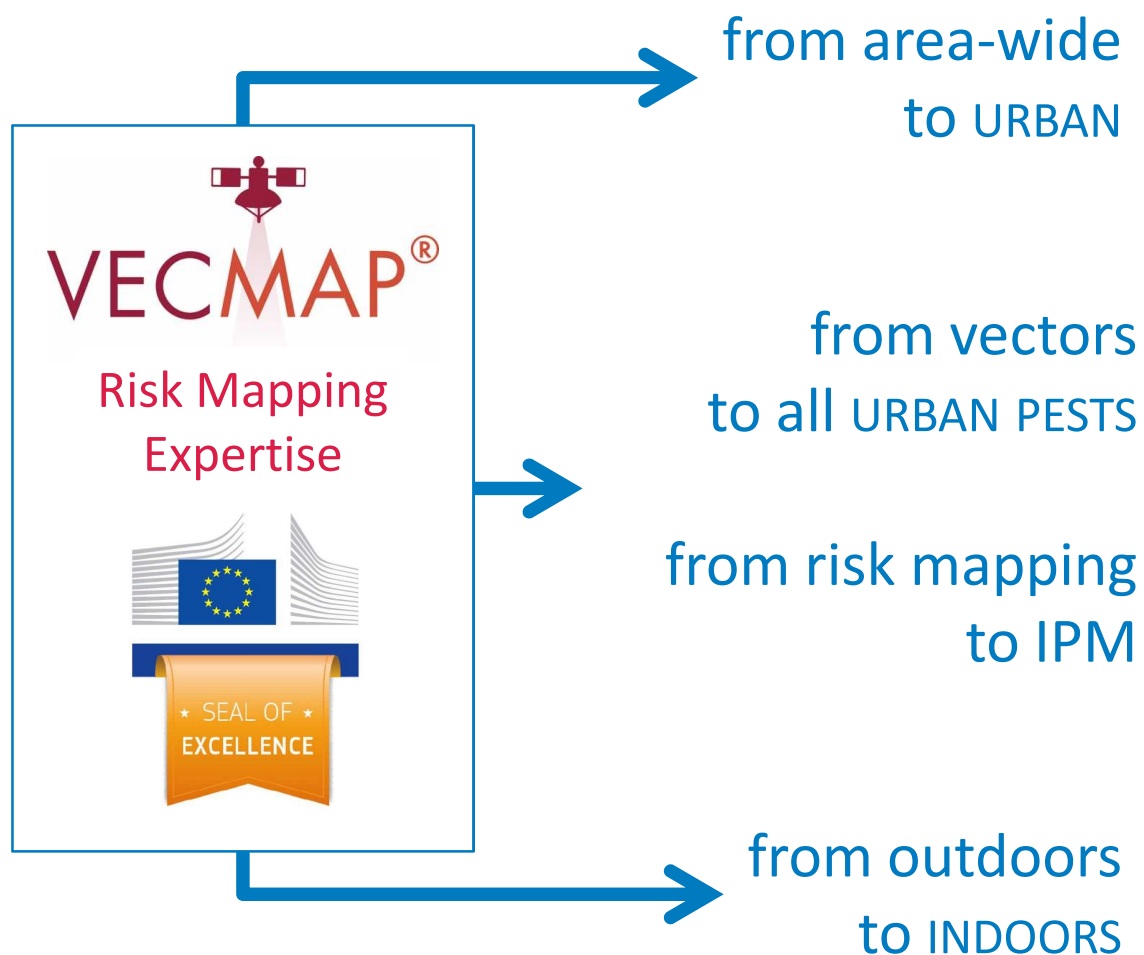 from area-wide
to URBAN
VECMAP®
Risk Mapping
Expertise
★ SEAL OF ★
EXCELLENCE
from vectors
to all URBAN PESTS
from risk mapping
to IPM
from outdoors
to INDOORS